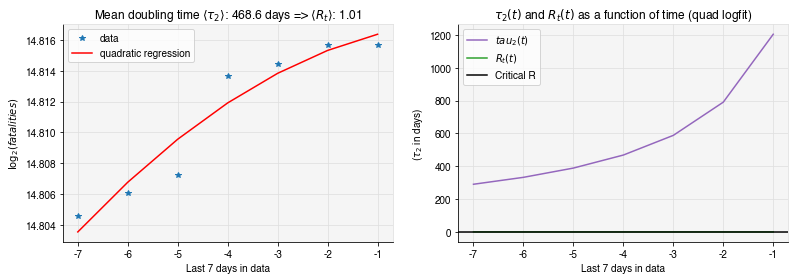 Mean doubling time ⟨τ₂⟩: 468.6 days => ⟨Rₜ⟩: 1.01
data
quadratic regression
log₂(fatalities)
14.816
14.814
14.812
14.810
14.808
14.806
14.804
-7 -6 -5 -4 -3 -2 -1
Last 7 days in data
τ₂(t) and Rₜ(t) as a function of time (quad logfit)
tau₂(t)
Rₜ(t)
Critical R
(τ₂ in days)
1200
1000
800
600
400
200
0
-7 -6 -5 -4 -3 -2 -1
Last 7 days in data